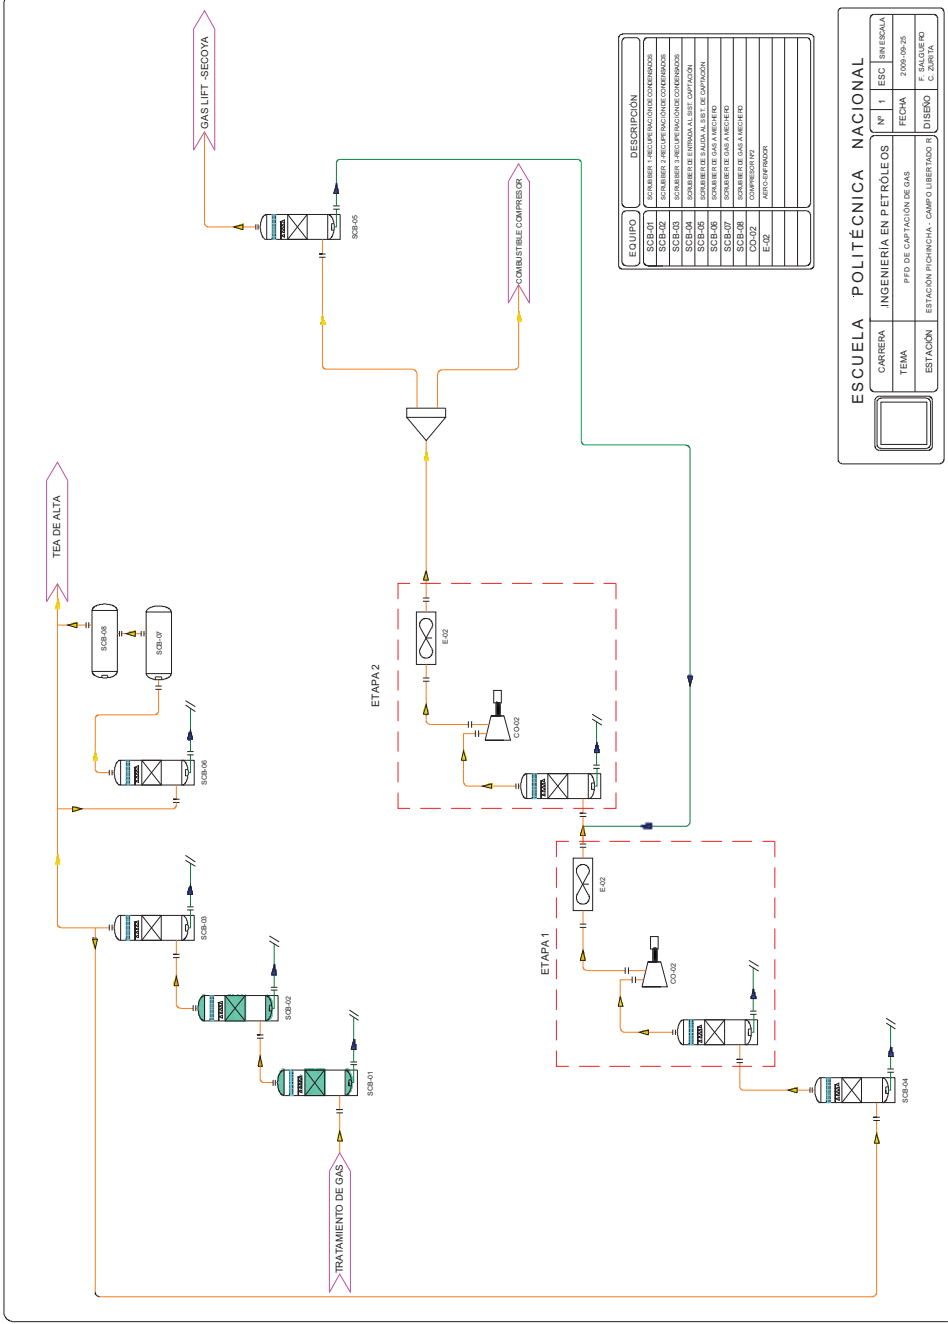 TRATAMIENTO DE GAS
SCB-01
SCB-02
SCB-03
SCB-06
SCB-07
SCB-08
TEA DE ALTA
SCB-04
ETAPA 1
CO-02
E-02
ETAPA 2
CO-02
E-02
SCB-05
GAS LIFT -SECOYA
COMBUSTIBLE COMPRESOR
EQUIPO DESCRIPCIÓN
SCB-01 SCRUBBER 1-RECUPERACIÓN DE CONDENSADOS
SCB-02 SCRUBBER 2-RECUPERACIÓN DE CONDENSADOS
SCB-03 SCRUBBER 3-RECUPERACIÓN DE CONDENSADOS
SCB-04 SCRUBBER DE ENTRADA AL SIST. CAPTACIÓN
SCB-05 SCRUBBER DE SALIDA AL SIST. DE CAPTACIÓN
SCB-06 SCRUBBER DE GAS A MECHERO
SCB-07 SCRUBBER DE GAS A MECHERO
SCB-08 SCRUBBER DE GAS A MECHERO
CO-02 COMPRESOR Nº2
E-02 AERO-ENFRIADOR
ESCUELA POLITÉCNICA NACIONAL
CARRERA .INGENIERÍA EN PETRÓLEOS Nº 1 ESC SIN ESCALA
TEMA PFD DE CAPTACIÓN DE GAS FECHA 2009-09-25
ESTACIÓN ESTACIÓN PICHINCHA - CAMPO LIBERTADOR DISEÑO F. SALGUERO
C. ZURITA